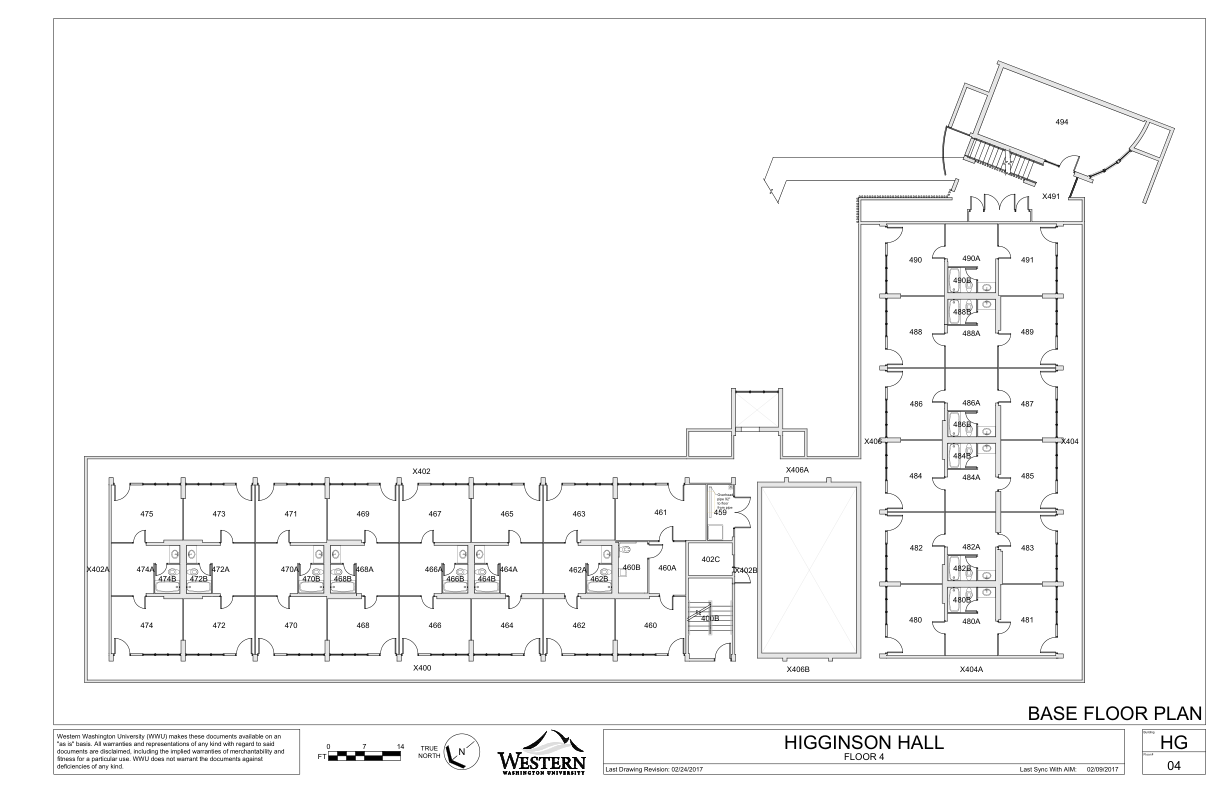 494
X491
490
490A
491
490B
488B
488
488A
489
486
486A
487
486B
X406
X404
484B
484
484A
485
482
482A
483
482B
480B
480
480A
481
X404A
X402
X406A
475
473
471
469
467
465
463
461
459
Overhead
X402A
474A
474B
472B
472A
470A
470B
468B
468A
466A
466B
464B
464A
462A
462B
460B
460A
402C
X402B
474
472
470
468
466
464
462
460
400B
X400
X406B
BASE FLOOR PLAN
Western Washington University (WWU) makes these documents available on an
"as is" basis. All warranties and representations of any kind with regard to said
documents are disclaimed, including the implied warranties of merchantability and
fitness for a particular use. WWU does not warrant the documents against
deficiencies of any kind.
0 7 14
FT
TRUE
NORTH
N
WESTERN
WASHINGTON UNIVERSITY
HIGGINSON HALL
FLOOR 4
Last Drawing Revision: 02/24/2017
Last Sync With AIM: 02/09/2017
HG
04